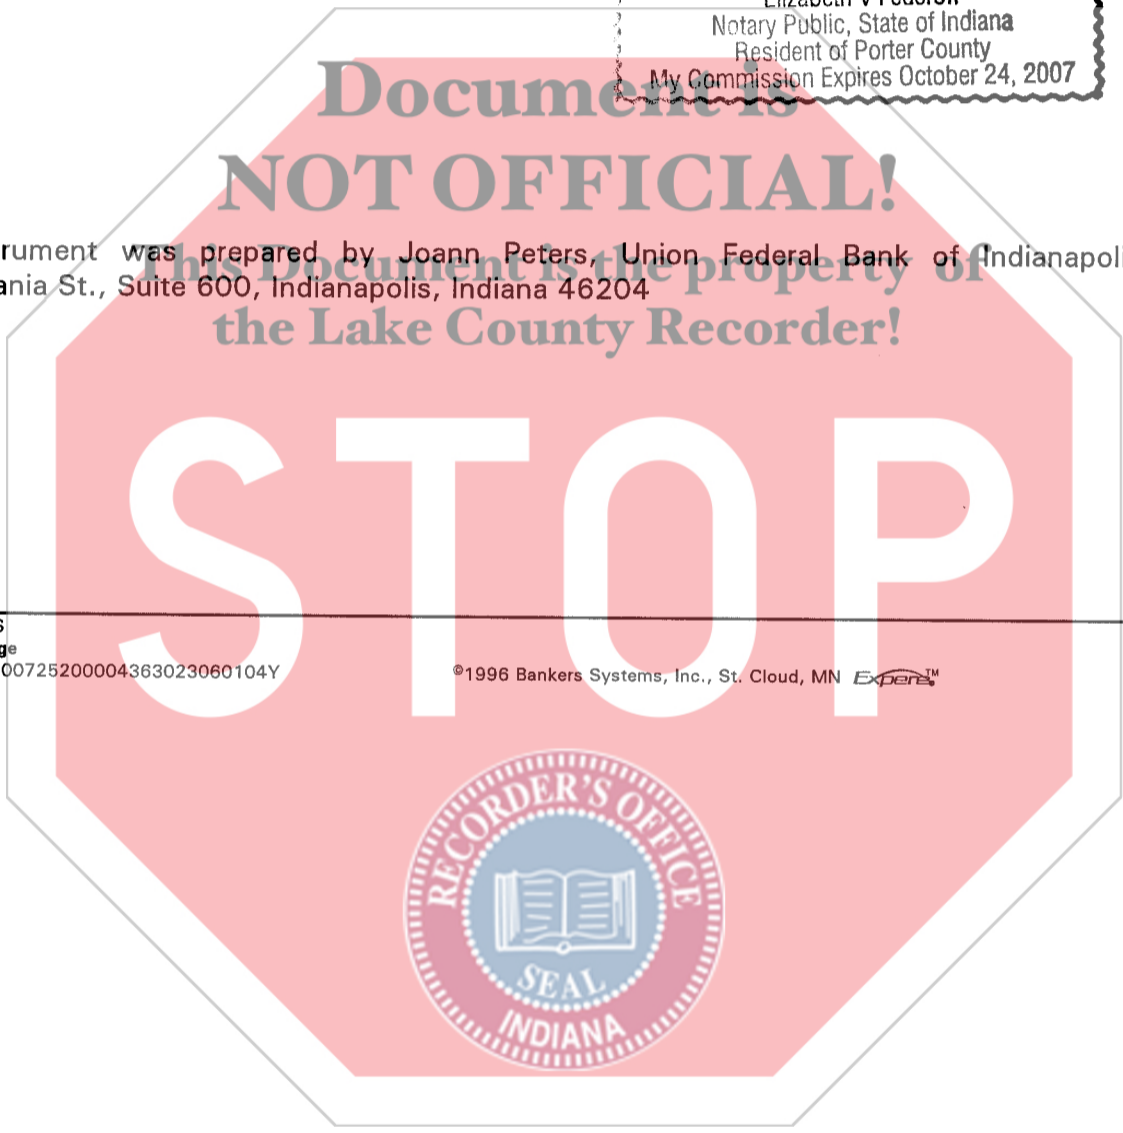 Notary Public, State of Indiana
Resident of Porter County
My Commission Expires October 24, 2007
Document is
NOT OFFICIAL!
rument was prepared by Joann Peters, Union Federal Bank of Indianapoli
This Document is the property of
ania St., Suite 600, Indianapolis, Indiana 46204
the Lake County Recorder!
STOP
s
ge
00725200004363023060104Y
©1996 Bankers Systems, Inc., St. Cloud, MN Expere™
RECORDER'S OFFICE
SEAL
INDIANA